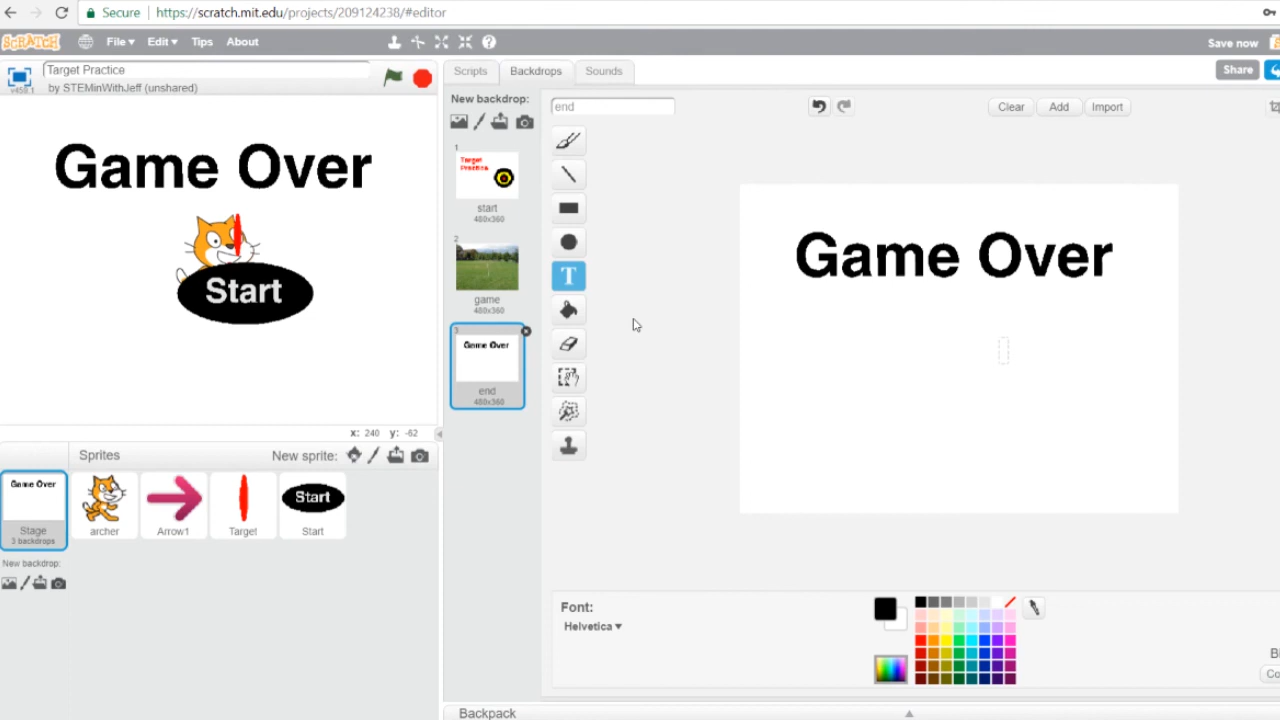 Secure https://scratch.mit.edu/projects/209124238/#editor
SCRATCH File Edit Tips About Save now
Target Practice
by STEMinWithJeff (unshared)
v459.1
Scripts Backdrops Sounds Share
New backdrop:
end Clear Add Import
1
Target
Practice
start
480x360
2
game
480x360
3
Game Over
end
480x360
Game Over
Start
Game Over
x: 240 y: -62
Sprites New sprite:
Game Over
Stage
3 backdrops
archer
Arrow1
Target
Start
Start
New backdrop:
T
Font:
Helvetica
Backpack